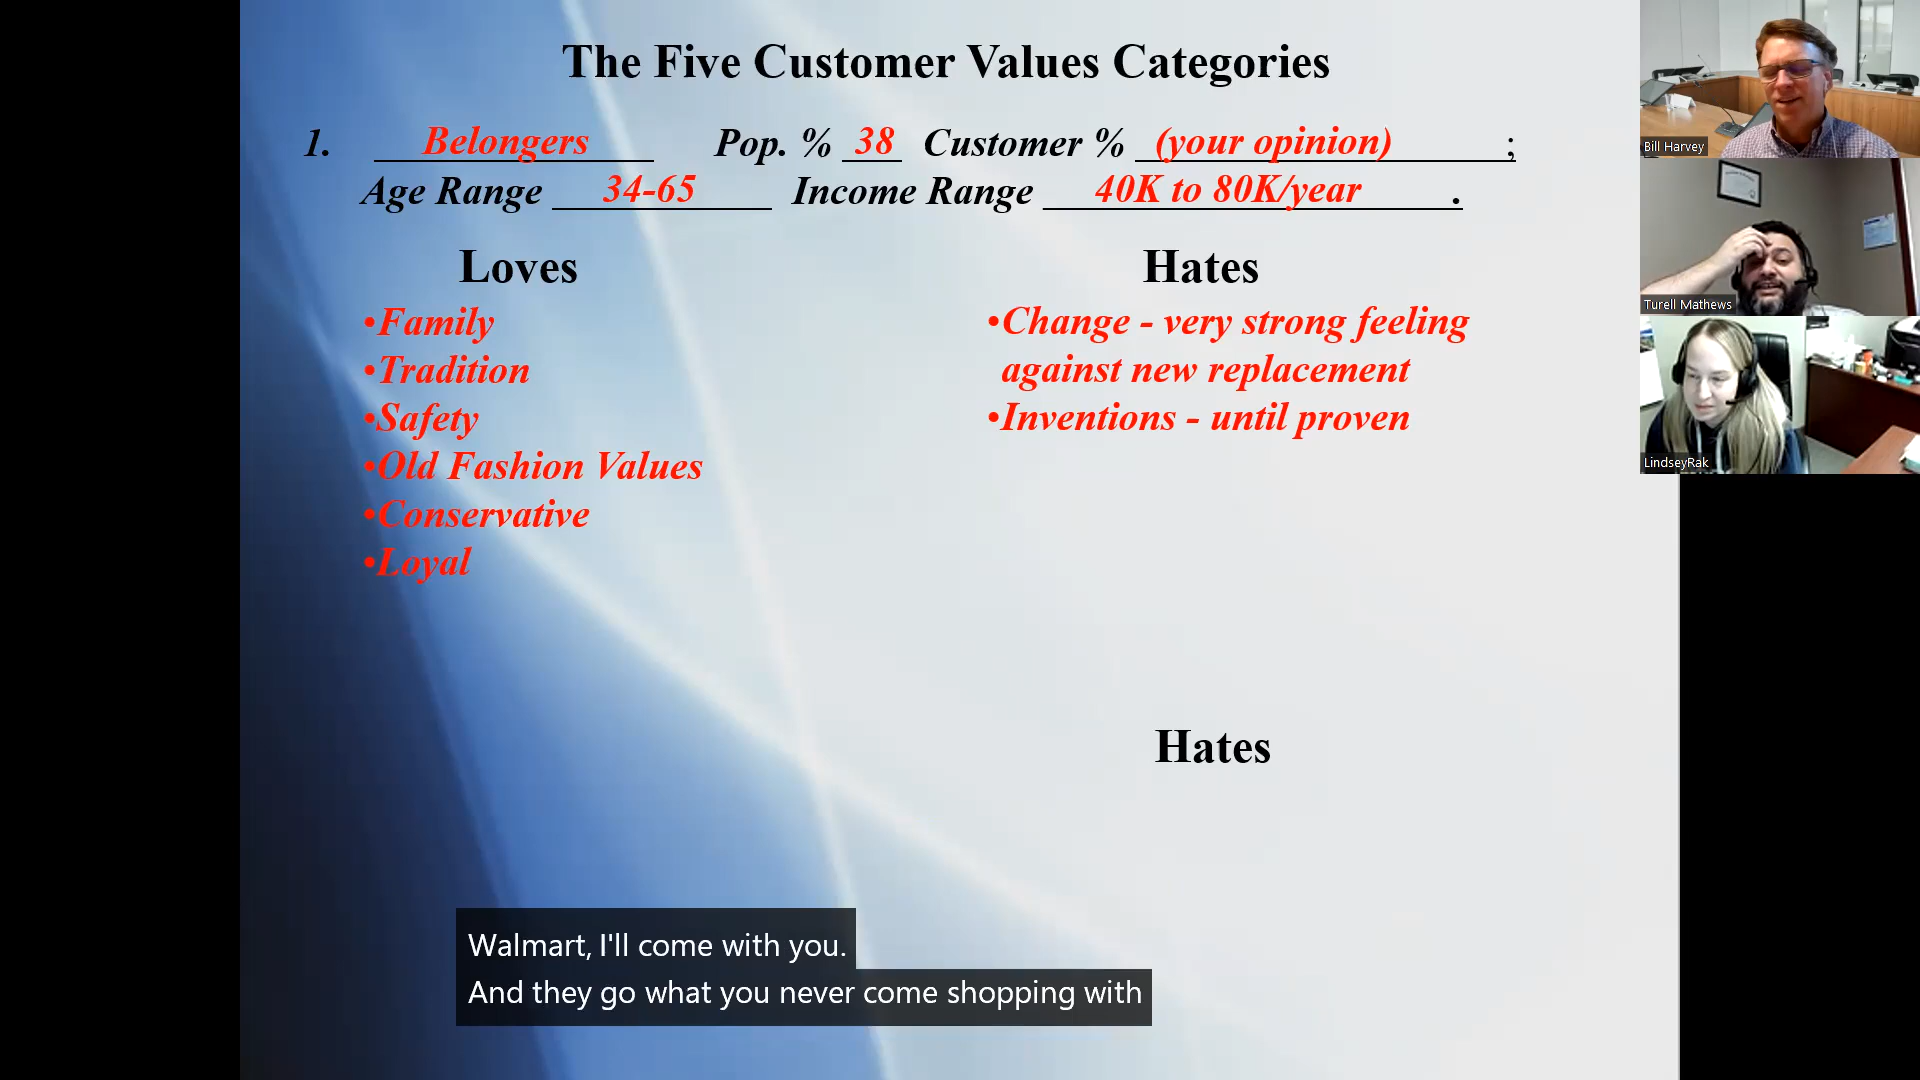 The Five Customer Values Categories
1. Belongers Pop. % 38 Customer % (your opinion) ;
Age Range 34-65 Income Range 40K to 80K/year .
Loves
•Family
•Tradition
•Safety
•Old Fashion Values
•Conservative
•Loyal
Hates
•Change - very strong feeling
against new replacement
•Inventions - until proven
Hates
Walmart, I'll come with you.
And they go what you never come shopping with
Bill Harvey
Turell Mathews
LindseyRak